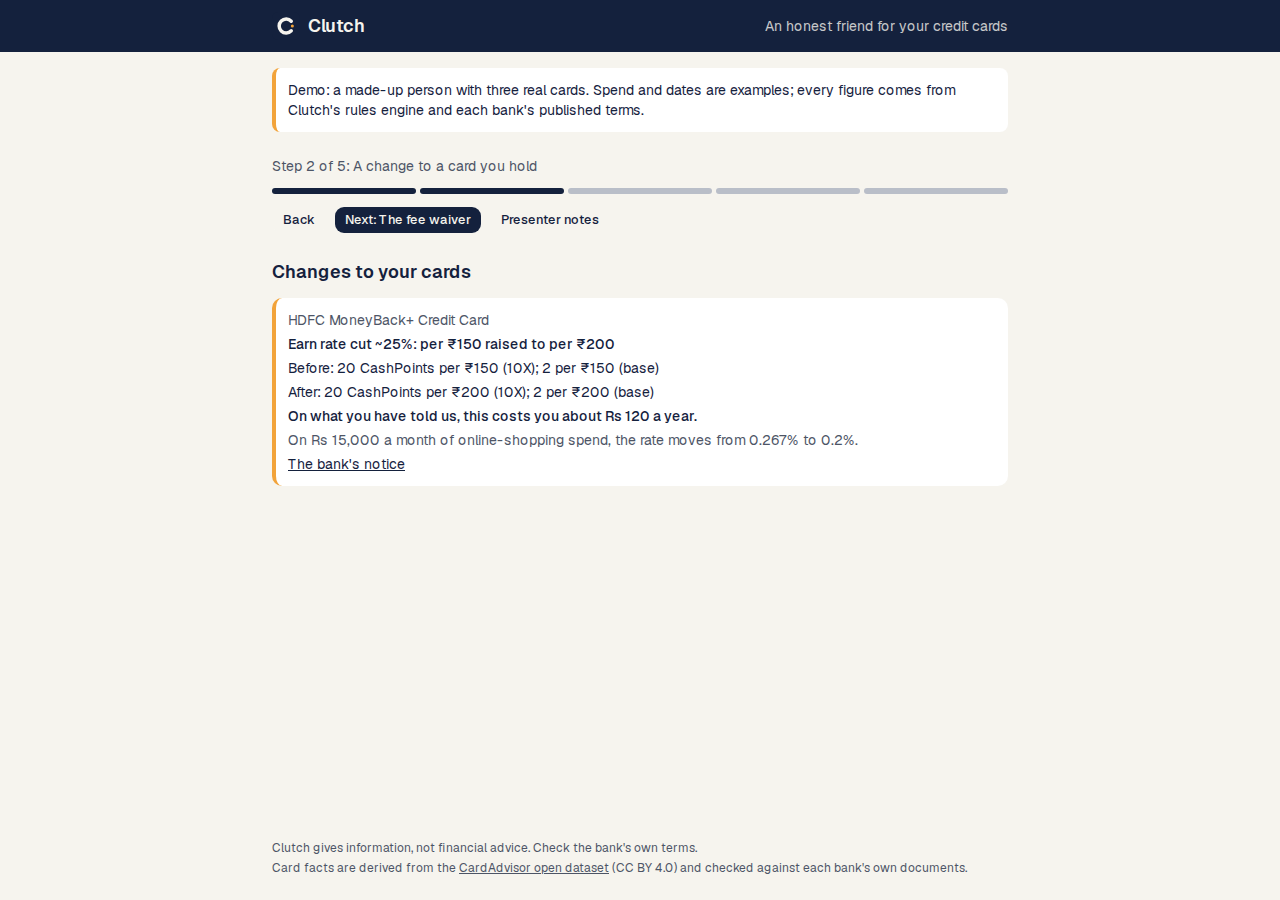 Clutch
An honest friend for your credit cards
Demo: a made-up person with three real cards. Spend and dates are examples; every figure comes from
Clutch's rules engine and each bank's published terms.
Step 2 of 5: A change to a card you hold
Back
Next: The fee waiver
Presenter notes
Changes to your cards
HDFC MoneyBack+ Credit Card
Earn rate cut ~25%: per ₹150 raised to per ₹200
Before: 20 CashPoints per ₹150 (10X); 2 per ₹150 (base)
After: 20 CashPoints per ₹200 (10X); 2 per ₹200 (base)
On what you have told us, this costs you about Rs 120 a year.
On Rs 15,000 a month of online-shopping spend, the rate moves from 0.267% to 0.2%.
The bank's notice
Clutch gives information, not financial advice. Check the bank's own terms.
Card facts are derived from the CardAdvisor open dataset (CC BY 4.0) and checked against each bank's own documents.